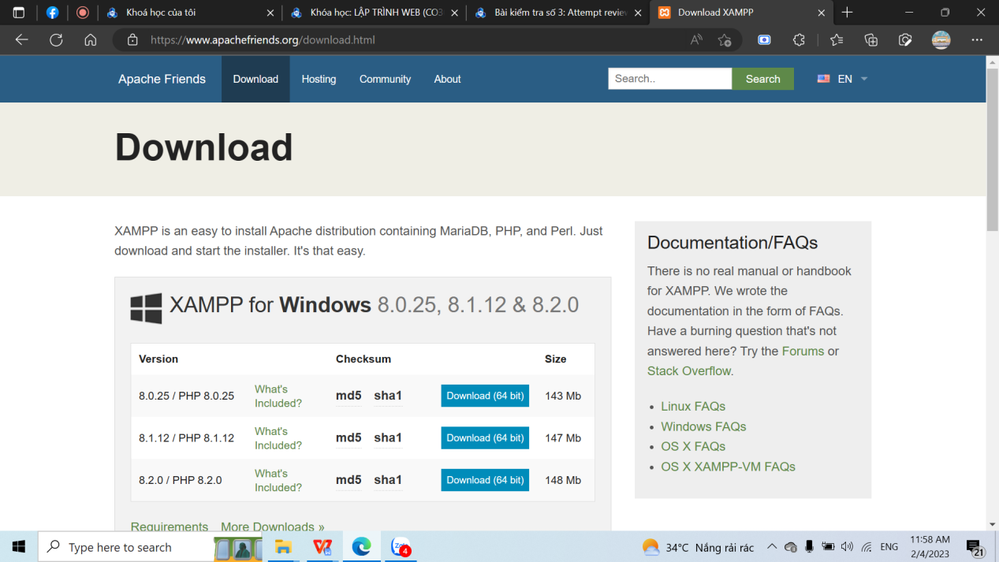 Khoá học của tôi
Khóa học: LẬP TRÌNH WEB (CO3
Bài kiểm tra số 3: Attempt review
Download XAMPP
https://www.apachefriends.org/download.html
Apache Friends
Download
Hosting
Community
About
Search..
Search
EN
Download
XAMPP is an easy to install Apache distribution containing MariaDB, PHP, and Perl. Just
download and start the installer. It's that easy.
XAMPP for Windows 8.0.25, 8.1.12 & 8.2.0
Version Checksum Size
8.0.25 / PHP 8.0.25 What's Included? md5 sha1 Download (64 bit) 143 Mb
8.1.12 / PHP 8.1.12 What's Included? md5 sha1 Download (64 bit) 147 Mb
8.2.0 / PHP 8.2.0 What's Included? md5 sha1 Download (64 bit) 148 Mb
Requirements More Downloads »
Documentation/FAQs
There is no real manual or handbook
for XAMPP. We wrote the
documentation in the form of FAQs.
Have a burning question that's not
answered here? Try the Forums or
Stack Overflow.
• Linux FAQs
• Windows FAQs
• OS X FAQs
• OS X XAMPP-VM FAQs
Type here to search
4
34°C Nắng rải rác
ENG
11:58 AM
2/4/2023
21